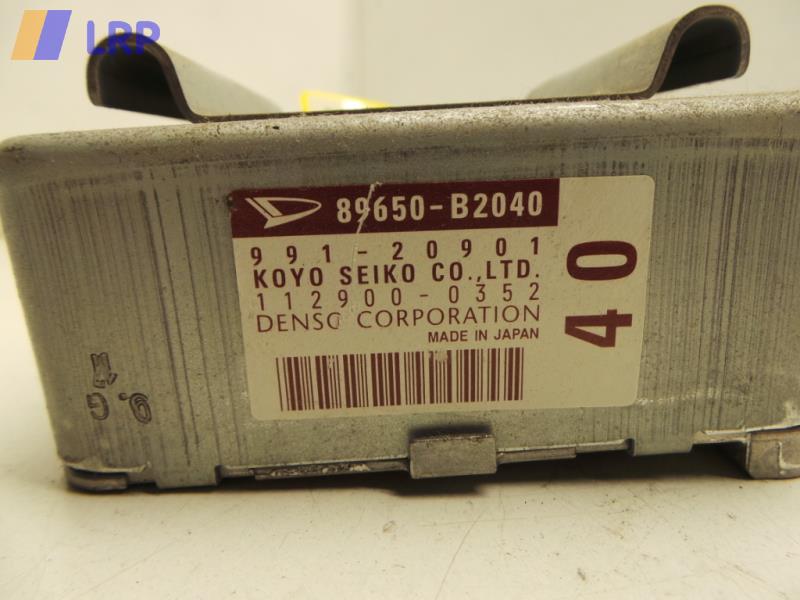 LRP
89650-B2040
991-20901
KOYO SEIKO CO.,LTD.
112900-0352
DENSO CORPORATION
MADE IN JAPAN
40